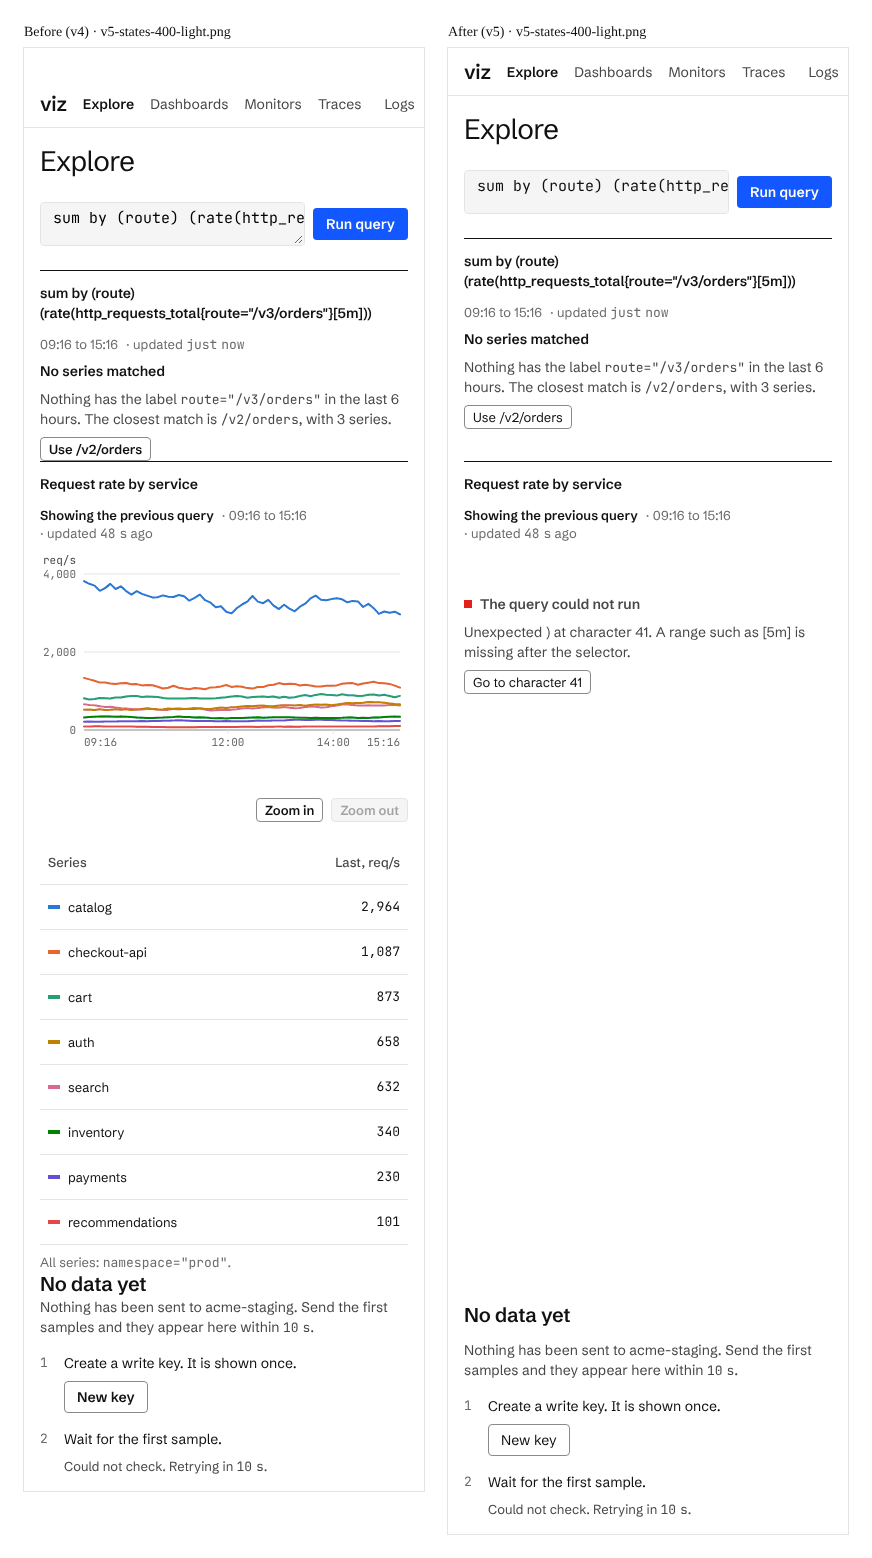 Before (v4) · v5-states-400-light.png
viz Explore Dashboards Monitors Traces Logs
Explore
sum by (route) (rate(http_re
Run query
sum by (route)
(rate(http_requests_total{route="/v3/orders"}[5m]))
09:16 to 15:16 · updated just now
No series matched
Nothing has the label route="/v3/orders" in the last 6
hours. The closest match is /v2/orders, with 3 series.
Use /v2/orders
Request rate by service
Showing the previous query · 09:16 to 15:16
· updated 48 s ago
req/s
4,000
2,000
0
09:16 12:00 14:00 15:16
Zoom in Zoom out
Series Last, req/s
catalog 2,964
checkout-api 1,087
cart 873
auth 658
search 632
inventory 340
payments 230
recommendations 101
All series: namespace="prod".
No data yet
Nothing has been sent to acme-staging. Send the first
samples and they appear here within 10 s.
1 Create a write key. It is shown once.
New key
2 Wait for the first sample.
Could not check. Retrying in 10 s.
After (v5) · v5-states-400-light.png
viz Explore Dashboards Monitors Traces Logs
Explore
sum by (route) (rate(http_re
Run query
sum by (route)
(rate(http_requests_total{route="/v3/orders"}[5m]))
09:16 to 15:16 · updated just now
No series matched
Nothing has the label route="/v3/orders" in the last 6
hours. The closest match is /v2/orders, with 3 series.
Use /v2/orders
Request rate by service
Showing the previous query · 09:16 to 15:16
· updated 48 s ago
The query could not run
Unexpected ) at character 41. A range such as [5m] is
missing after the selector.
Go to character 41
No data yet
Nothing has been sent to acme-staging. Send the first
samples and they appear here within 10 s.
1 Create a write key. It is shown once.
New key
2 Wait for the first sample.
Could not check. Retrying in 10 s.